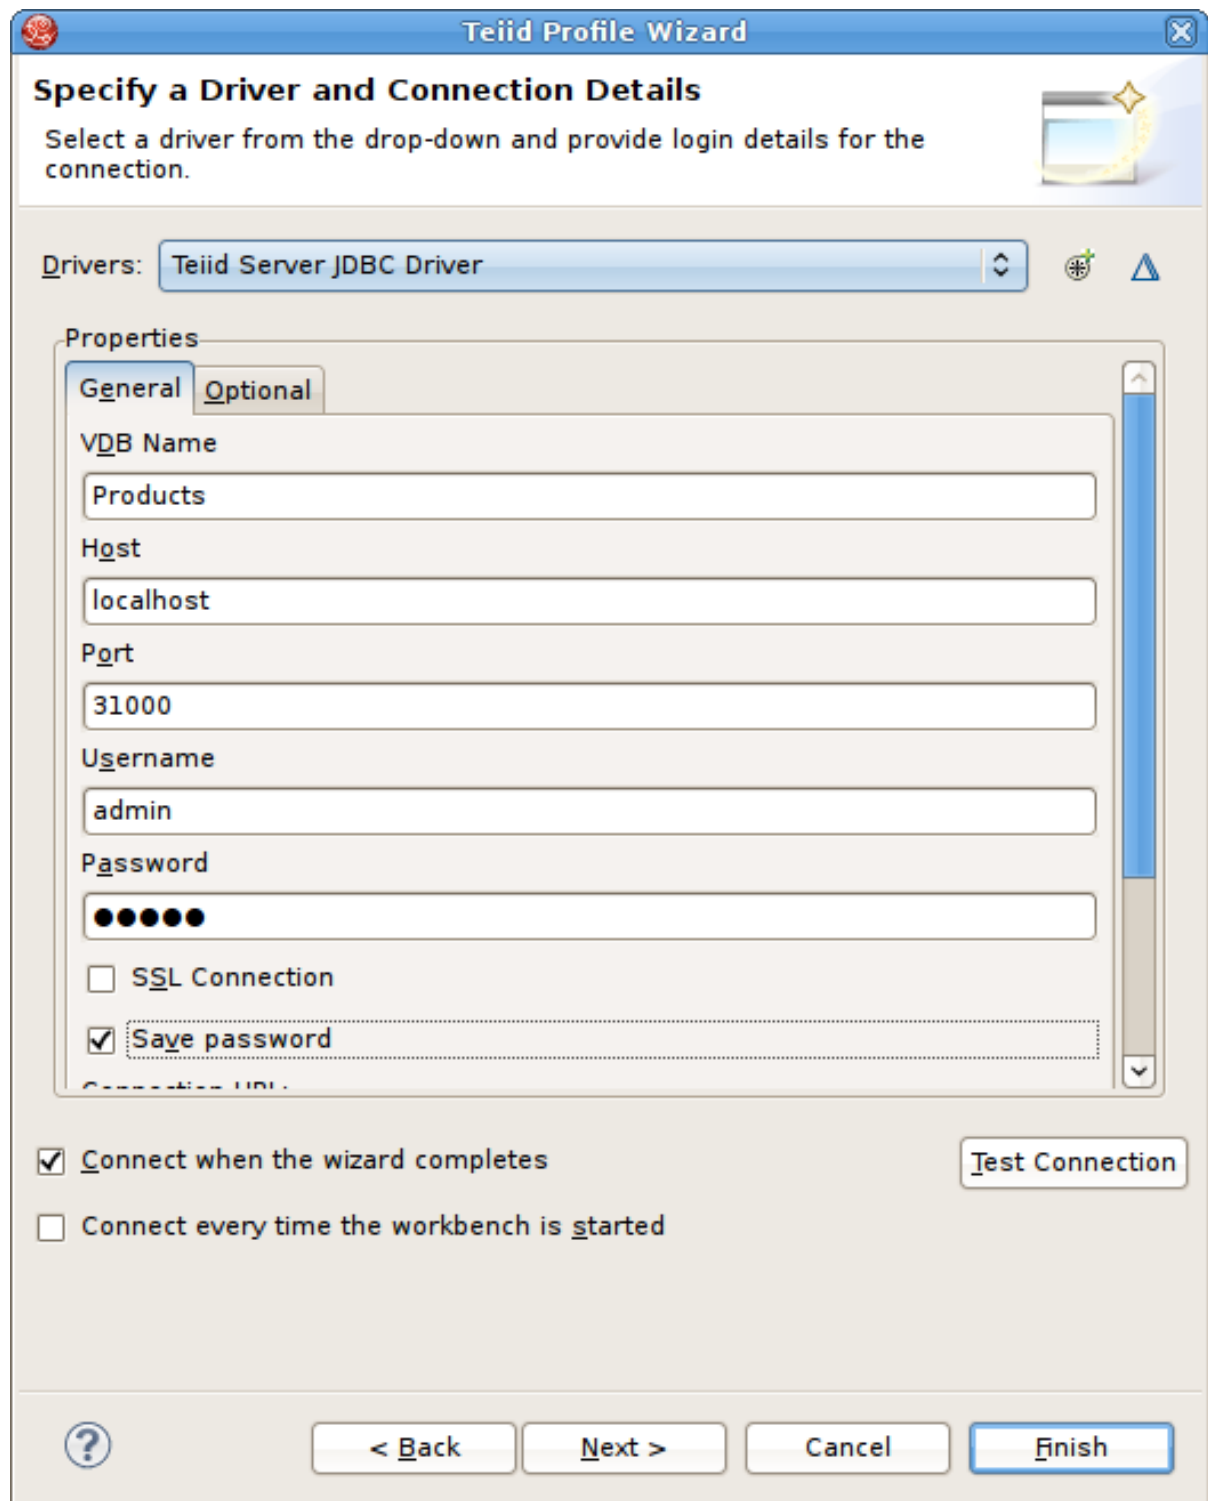 Teiid Profile Wizard
Specify a Driver and Connection Details
Select a driver from the drop-down and provide login details for the
connection.
Drivers: Teiid Server JDBC Driver
Properties
General Optional
VDB Name
Products
Host
localhost
Port
31000
Username
admin
Password
●●●●●
SSL Connection
Save password
Connection URL:
Connect when the wizard completes
Test Connection
Connect every time the workbench is started
< Back Next > Cancel Finish